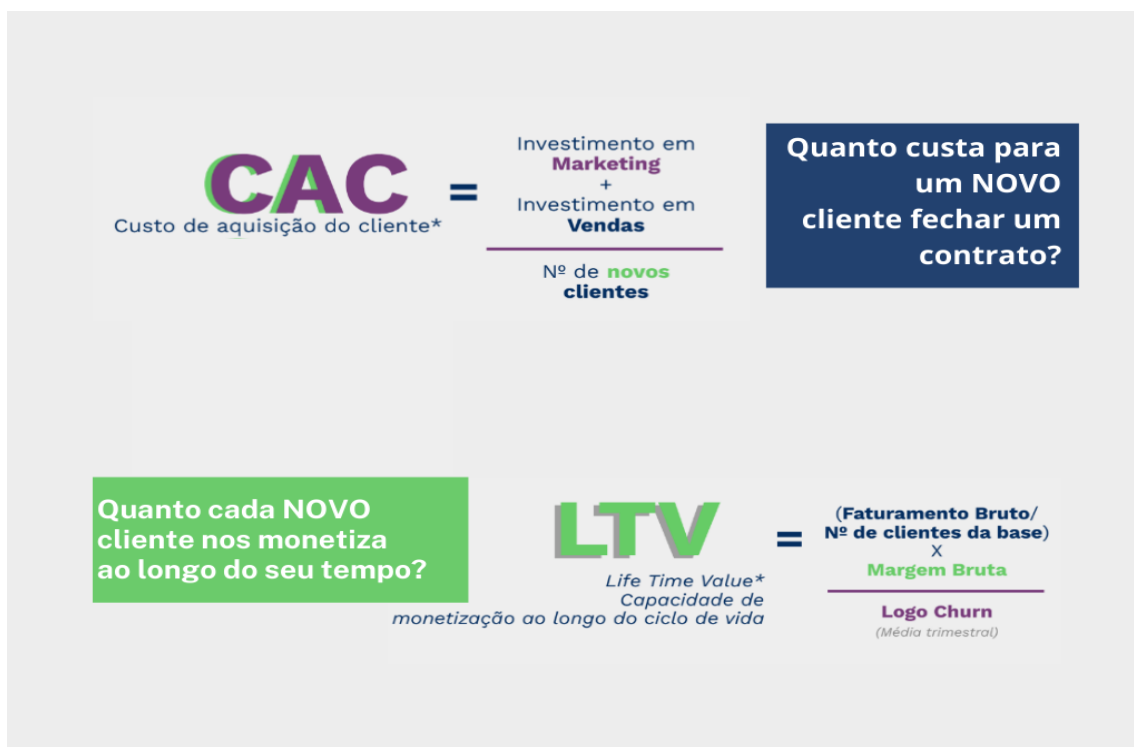 CAC
Custo de aquisição do cliente*
=
Investimento em
Marketing
+
Investimento em
Vendas
Nº de novos
clientes
Quanto custa para
um NOVO
cliente fechar um
contrato?
Quanto cada NOVO
cliente nos monetiza
ao longo do seu tempo?
LTV
Life Time Value*
Capacidade de
monetização ao longo do ciclo de vida
=
(Faturamento Bruto/
Nº de clientes da base)
X
Margem Bruta
Logo Churn
(Média trimestral)